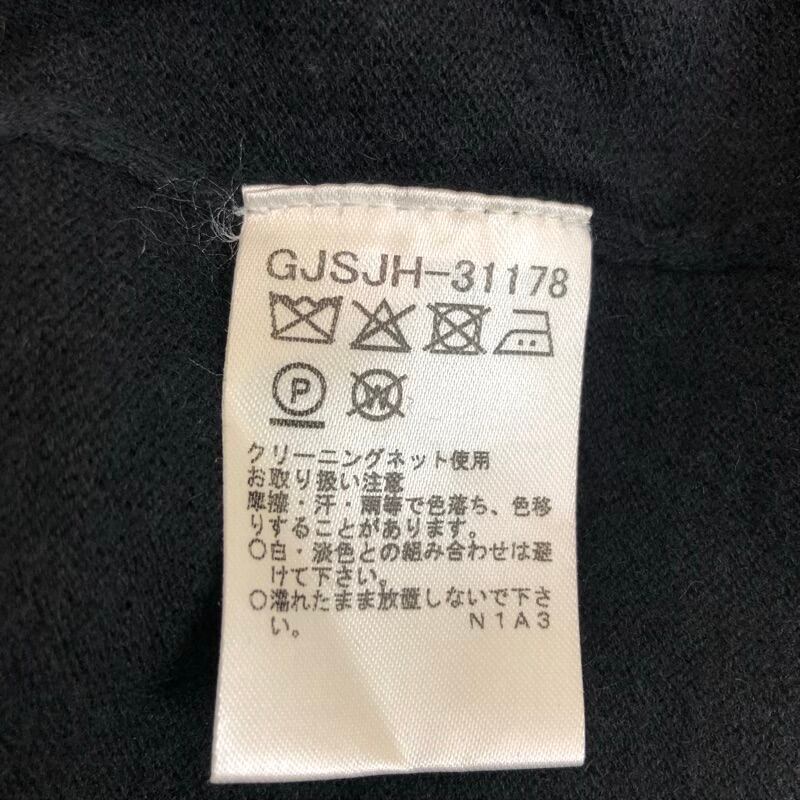 GJSJH-31178
P
W
クリーニングネット使用
お取り扱い注意
摩擦・汗・雨等で色落ち、色移
りすることがあります。
○白・淡色との組み合わせは避
けて下さい。
○濡れたまま放置しないで下さ
い。 N1A3